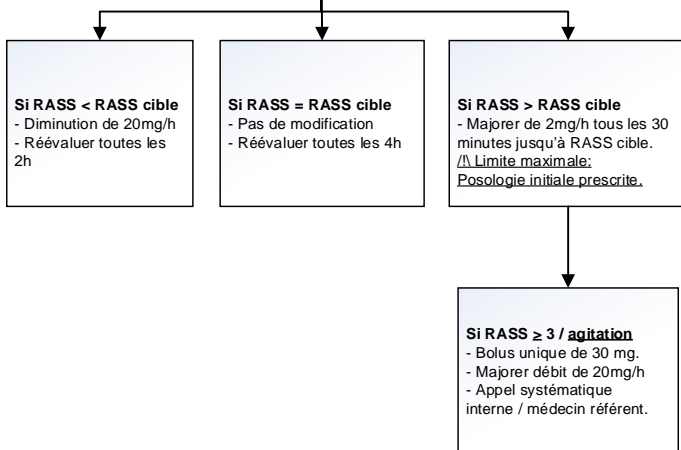 Si RASS < RASS cible
- Diminution de 20mg/h
- Réévaluer toutes les
2h
Si RASS = RASS cible
- Pas de modification
- Réévaluer toutes les 4h
Si RASS > RASS cible
- Majorer de 2mg/h tous les 30
minutes jusqu'à RASS cible.
/!\ Limite maximale:
Posologie initiale prescrite.
Si RASS ≥ 3 / agitation
- Bolus unique de 30 mg.
- Majorer débit de 20mg/h
- Appel systématique
interne / médecin référent.